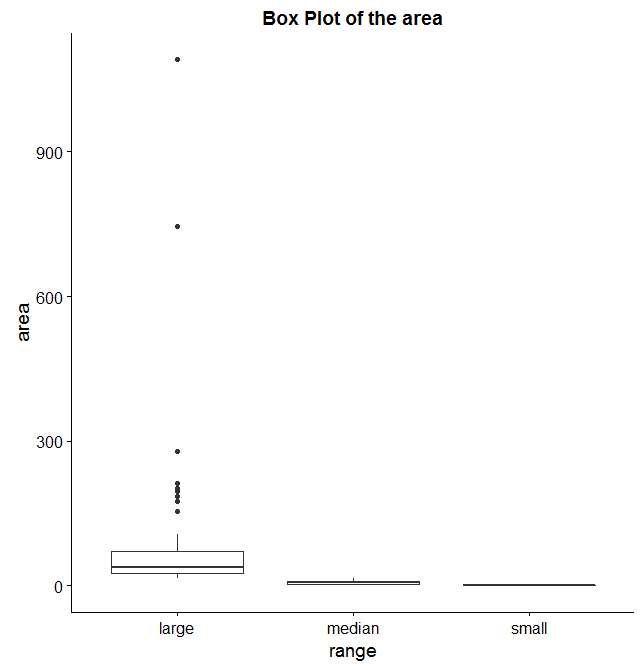 Box Plot of the area
900
600
300
0
area
large
median
small
range